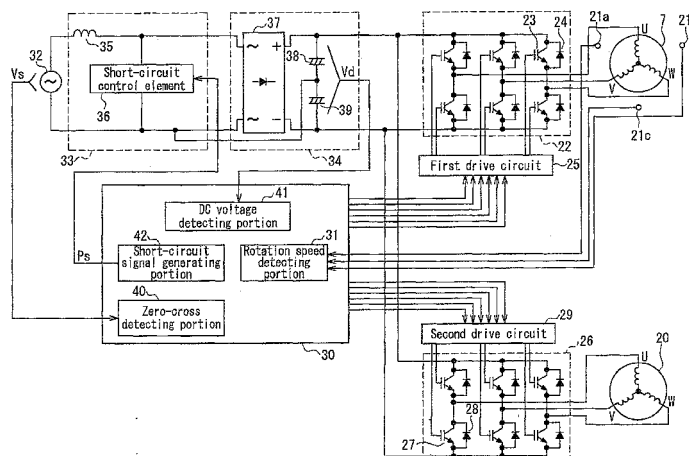 21a
21
37
23
24
7
35
U
32
Vs
~
+
38
Vd
V
W
Short-circuit
control element
36
39
~
−
21c
33
34
22
First drive circuit
25
41
DC voltage
detecting portion
42
31
Ps
Short-circuit
signal generating
portion
Rotation speed
detecting
portion
40
Zero-cross
detecting portion
29
Second drive circuit
30
26
20
U
28
V
W
27